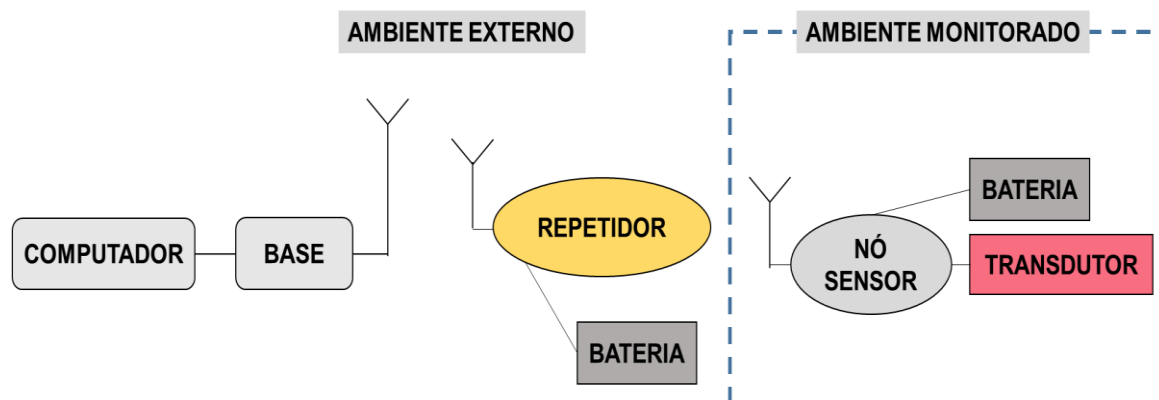 AMBIENTE EXTERNO
AMBIENTE MONITORADO
COMPUTADOR
BASE
REPETIDOR
BATERIA
NÓ
SENSOR
BATERIA
TRANSDUTOR